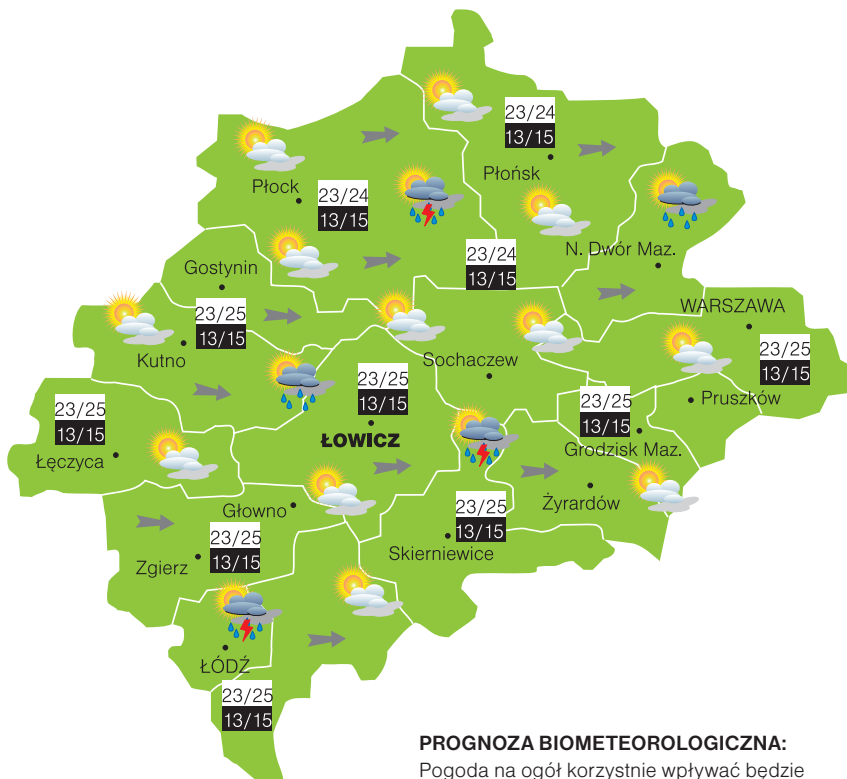 23/24
13/15
Płońsk
Płock
23/24
13/15
N. Dwór Maz.
23/24
13/15
Gostynin
WARSZAWA
23/25
13/15
Kutno
Sochaczew
23/25
13/15
23/25
13/15
Pruszków
23/25
13/15
ŁOWICZ
23/25
13/15
Grodzisk Maz.
Łęczyca
Żyrardów
Głowno
23/25
13/15
Skierniewice
23/25
13/15
Zgierz
ŁÓDŹ
23/25
13/15
PROGNOZA BIOMETEOROLOGICZNA:
Pogoda na ogół korzystnie wpływać będzie